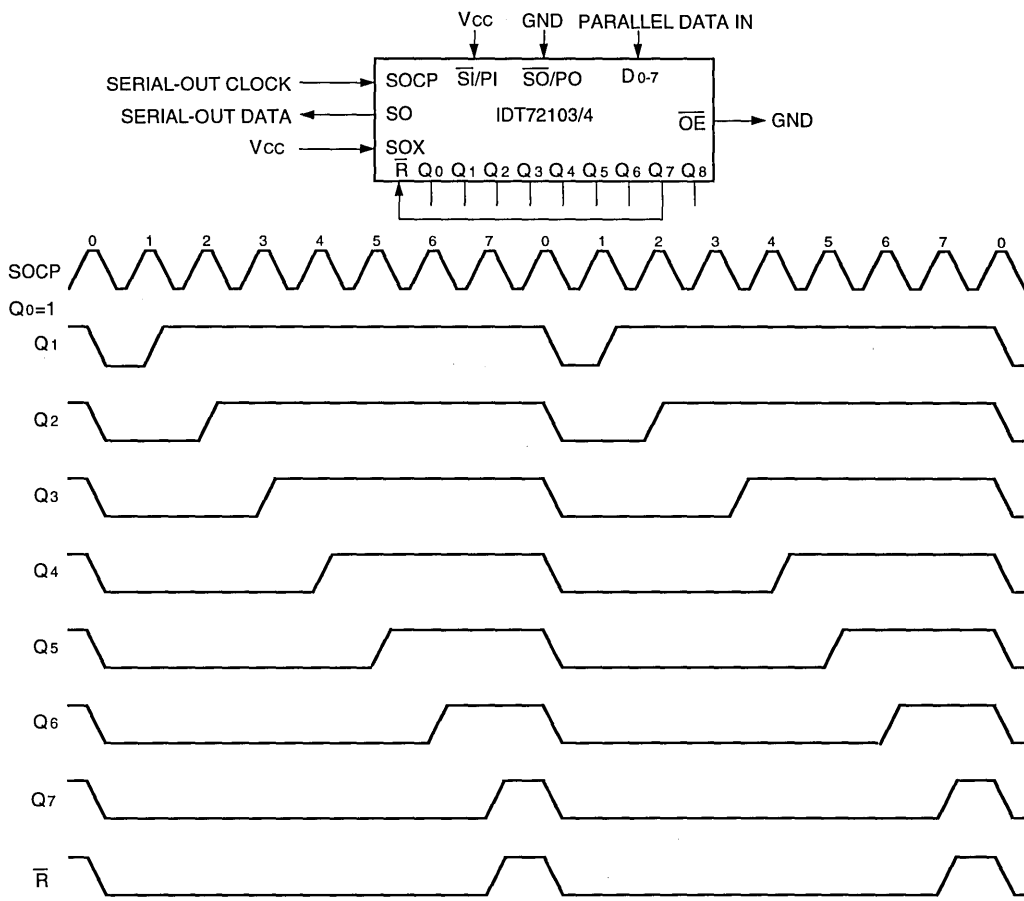 Vcc GND PARALLEL DATA IN
SERIAL-OUT CLOCK SOCP S̅I̅/PI S̅O̅/PO D0-7
SERIAL-OUT DATA SO IDT72103/4 O̅E̅ GND
Vcc SOX
R̅ Q0 Q1 Q2 Q3 Q4 Q5 Q6 Q7 Q8
0 1 2 3 4 5 6 7 0 1 2 3 4 5 6 7 0
SOCP
Q0=1
Q1
Q2
Q3
Q4
Q5
Q6
Q7
R̅